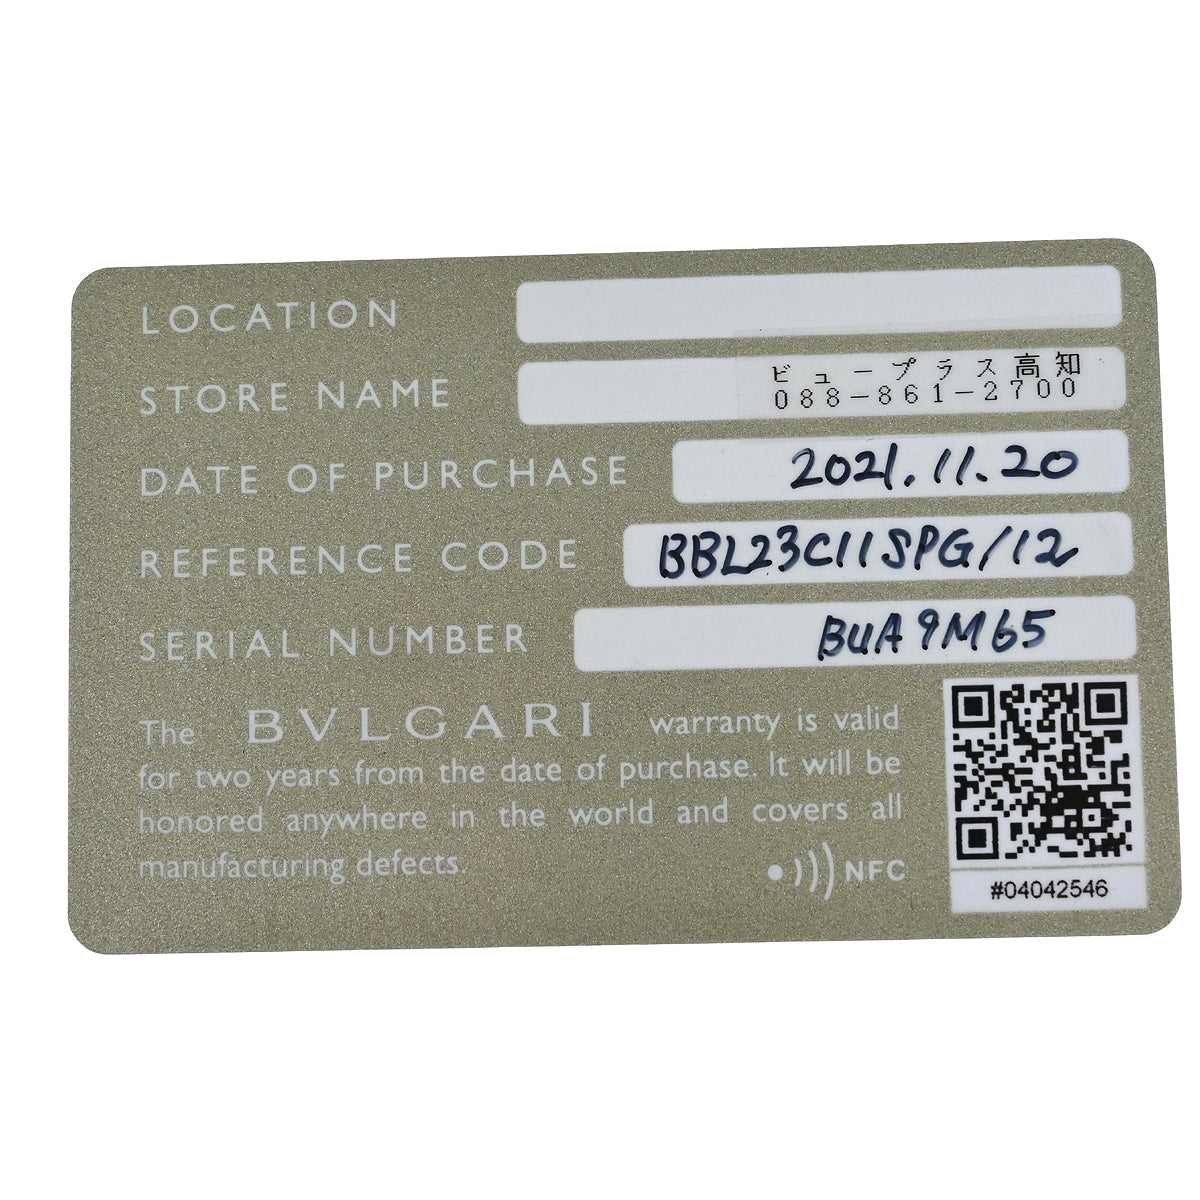 LOCATION
STORE NAME ビュープラス高知
088-861-2700
DATE OF PURCHASE 2021.11.20
REFERENCE CODE BBL23C11SPG/12
SERIAL NUMBER BUA9M65
The BVLGARI warranty is valid
for two years from the date of purchase. It will be
honored anywhere in the world and covers all
manufacturing defects.
NFC
#04042546